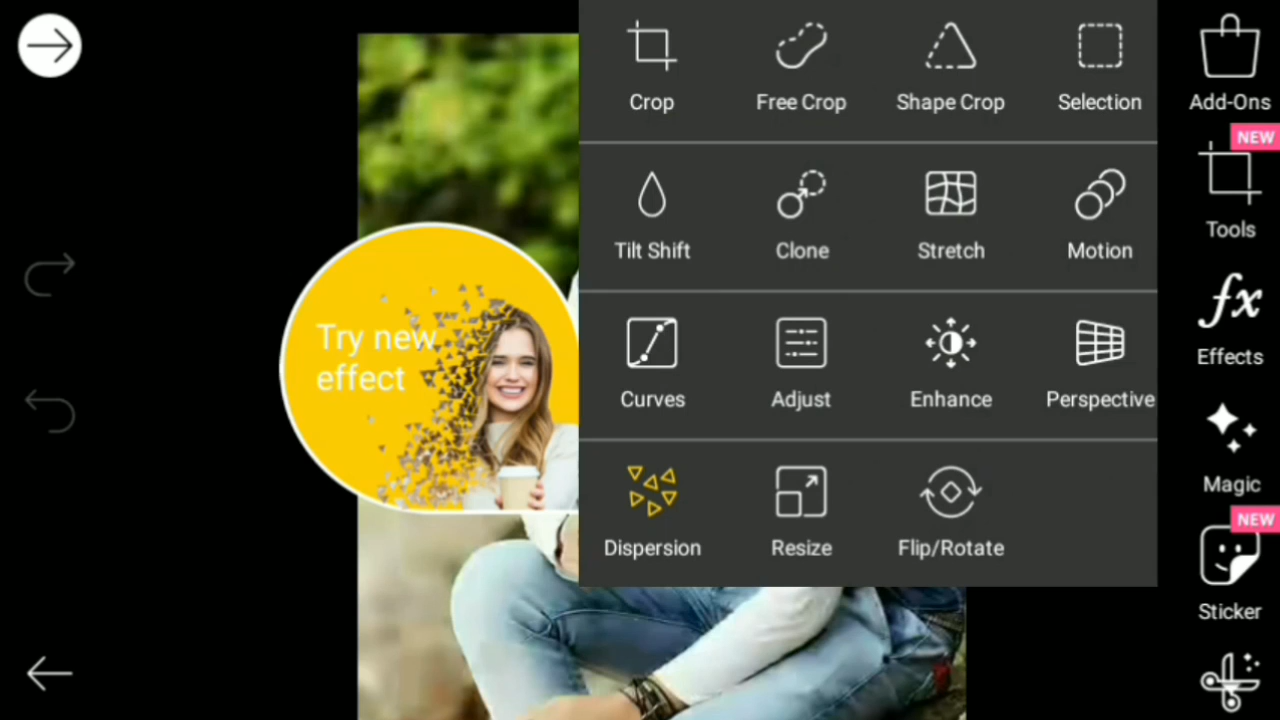 Crop
Free Crop
Shape Crop
Selection
Add-Ons
NEW
Tools
Tilt Shift
Clone
Stretch
Motion
fx
Effects
Try new
effect
Curves
Adjust
Enhance
Perspective
Magic
NEW
Dispersion
Resize
Flip/Rotate
Sticker